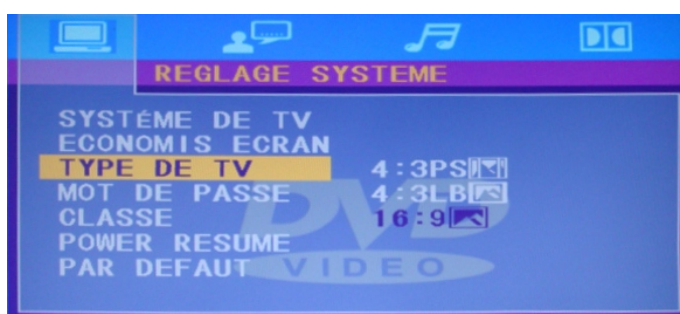 REGLAGE SYSTEME
SYSTÉME DE TV
ECONOMIS ECRAN
TYPE DE TV 4:3PS
MOT DE PASSE 4:3LB
CLASSE 16:9
POWER RESUME
PAR DEFAUT
DVD
VIDEO